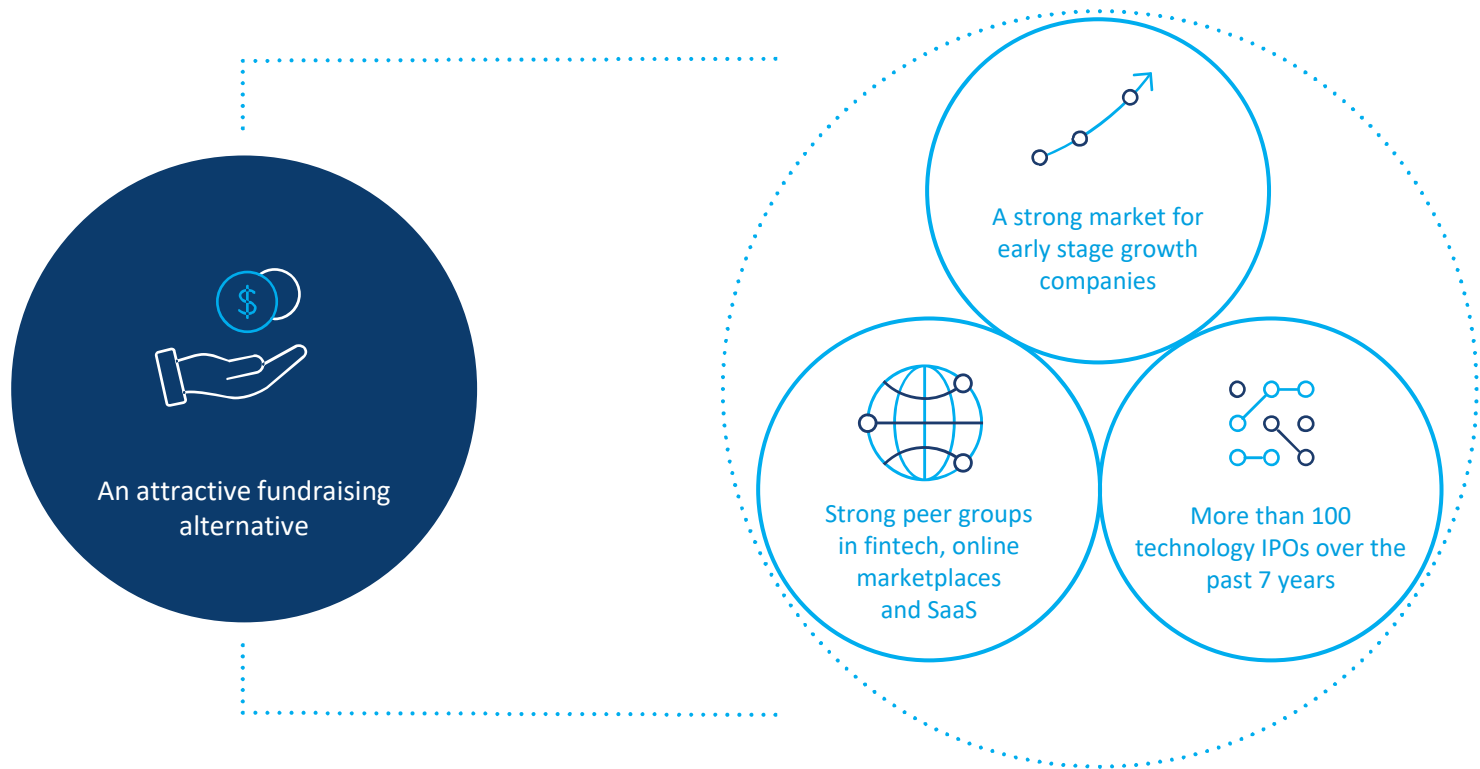 An attractive fundraising
alternative
A strong market for
early stage growth
companies
Strong peer groups
in fintech, online
marketplaces
and SaaS
More than 100
technology IPOs over the
past 7 years
$